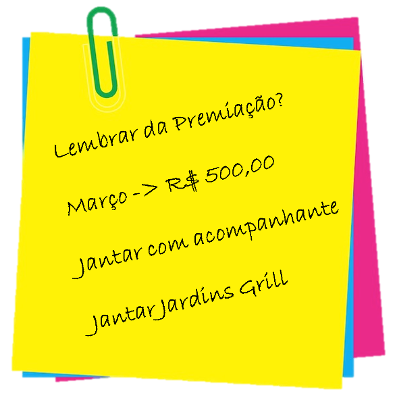 Lembrar da Premiação?
Março -> R$ 500,00
Jantar com acompanhante
Jantar Jardins Grill